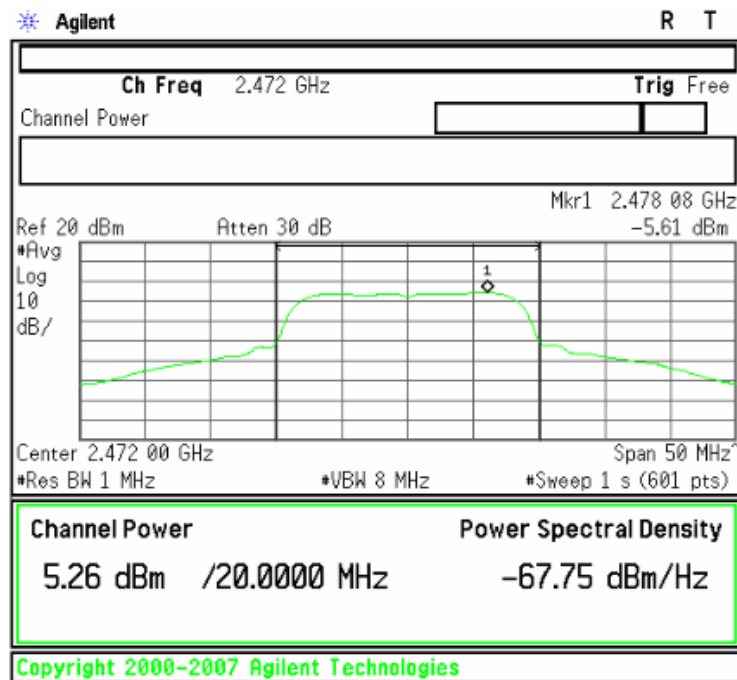 Agilent R T
Ch Freq 2.472 GHz Trig Free
Channel Power
Mkr1 2.478 08 GHz
Ref 20 dBm Atten 30 dB -5.61 dBm
#Avg
Log
10
dB/
1
Center 2.472 00 GHz Span 50 MHz^
#Res BW 1 MHz #VBW 8 MHz #Sweep 1 s (601 pts)
Channel Power Power Spectral Density
5.26 dBm /20.0000 MHz -67.75 dBm/Hz
Copyright 2000-2007 Agilent Technologies